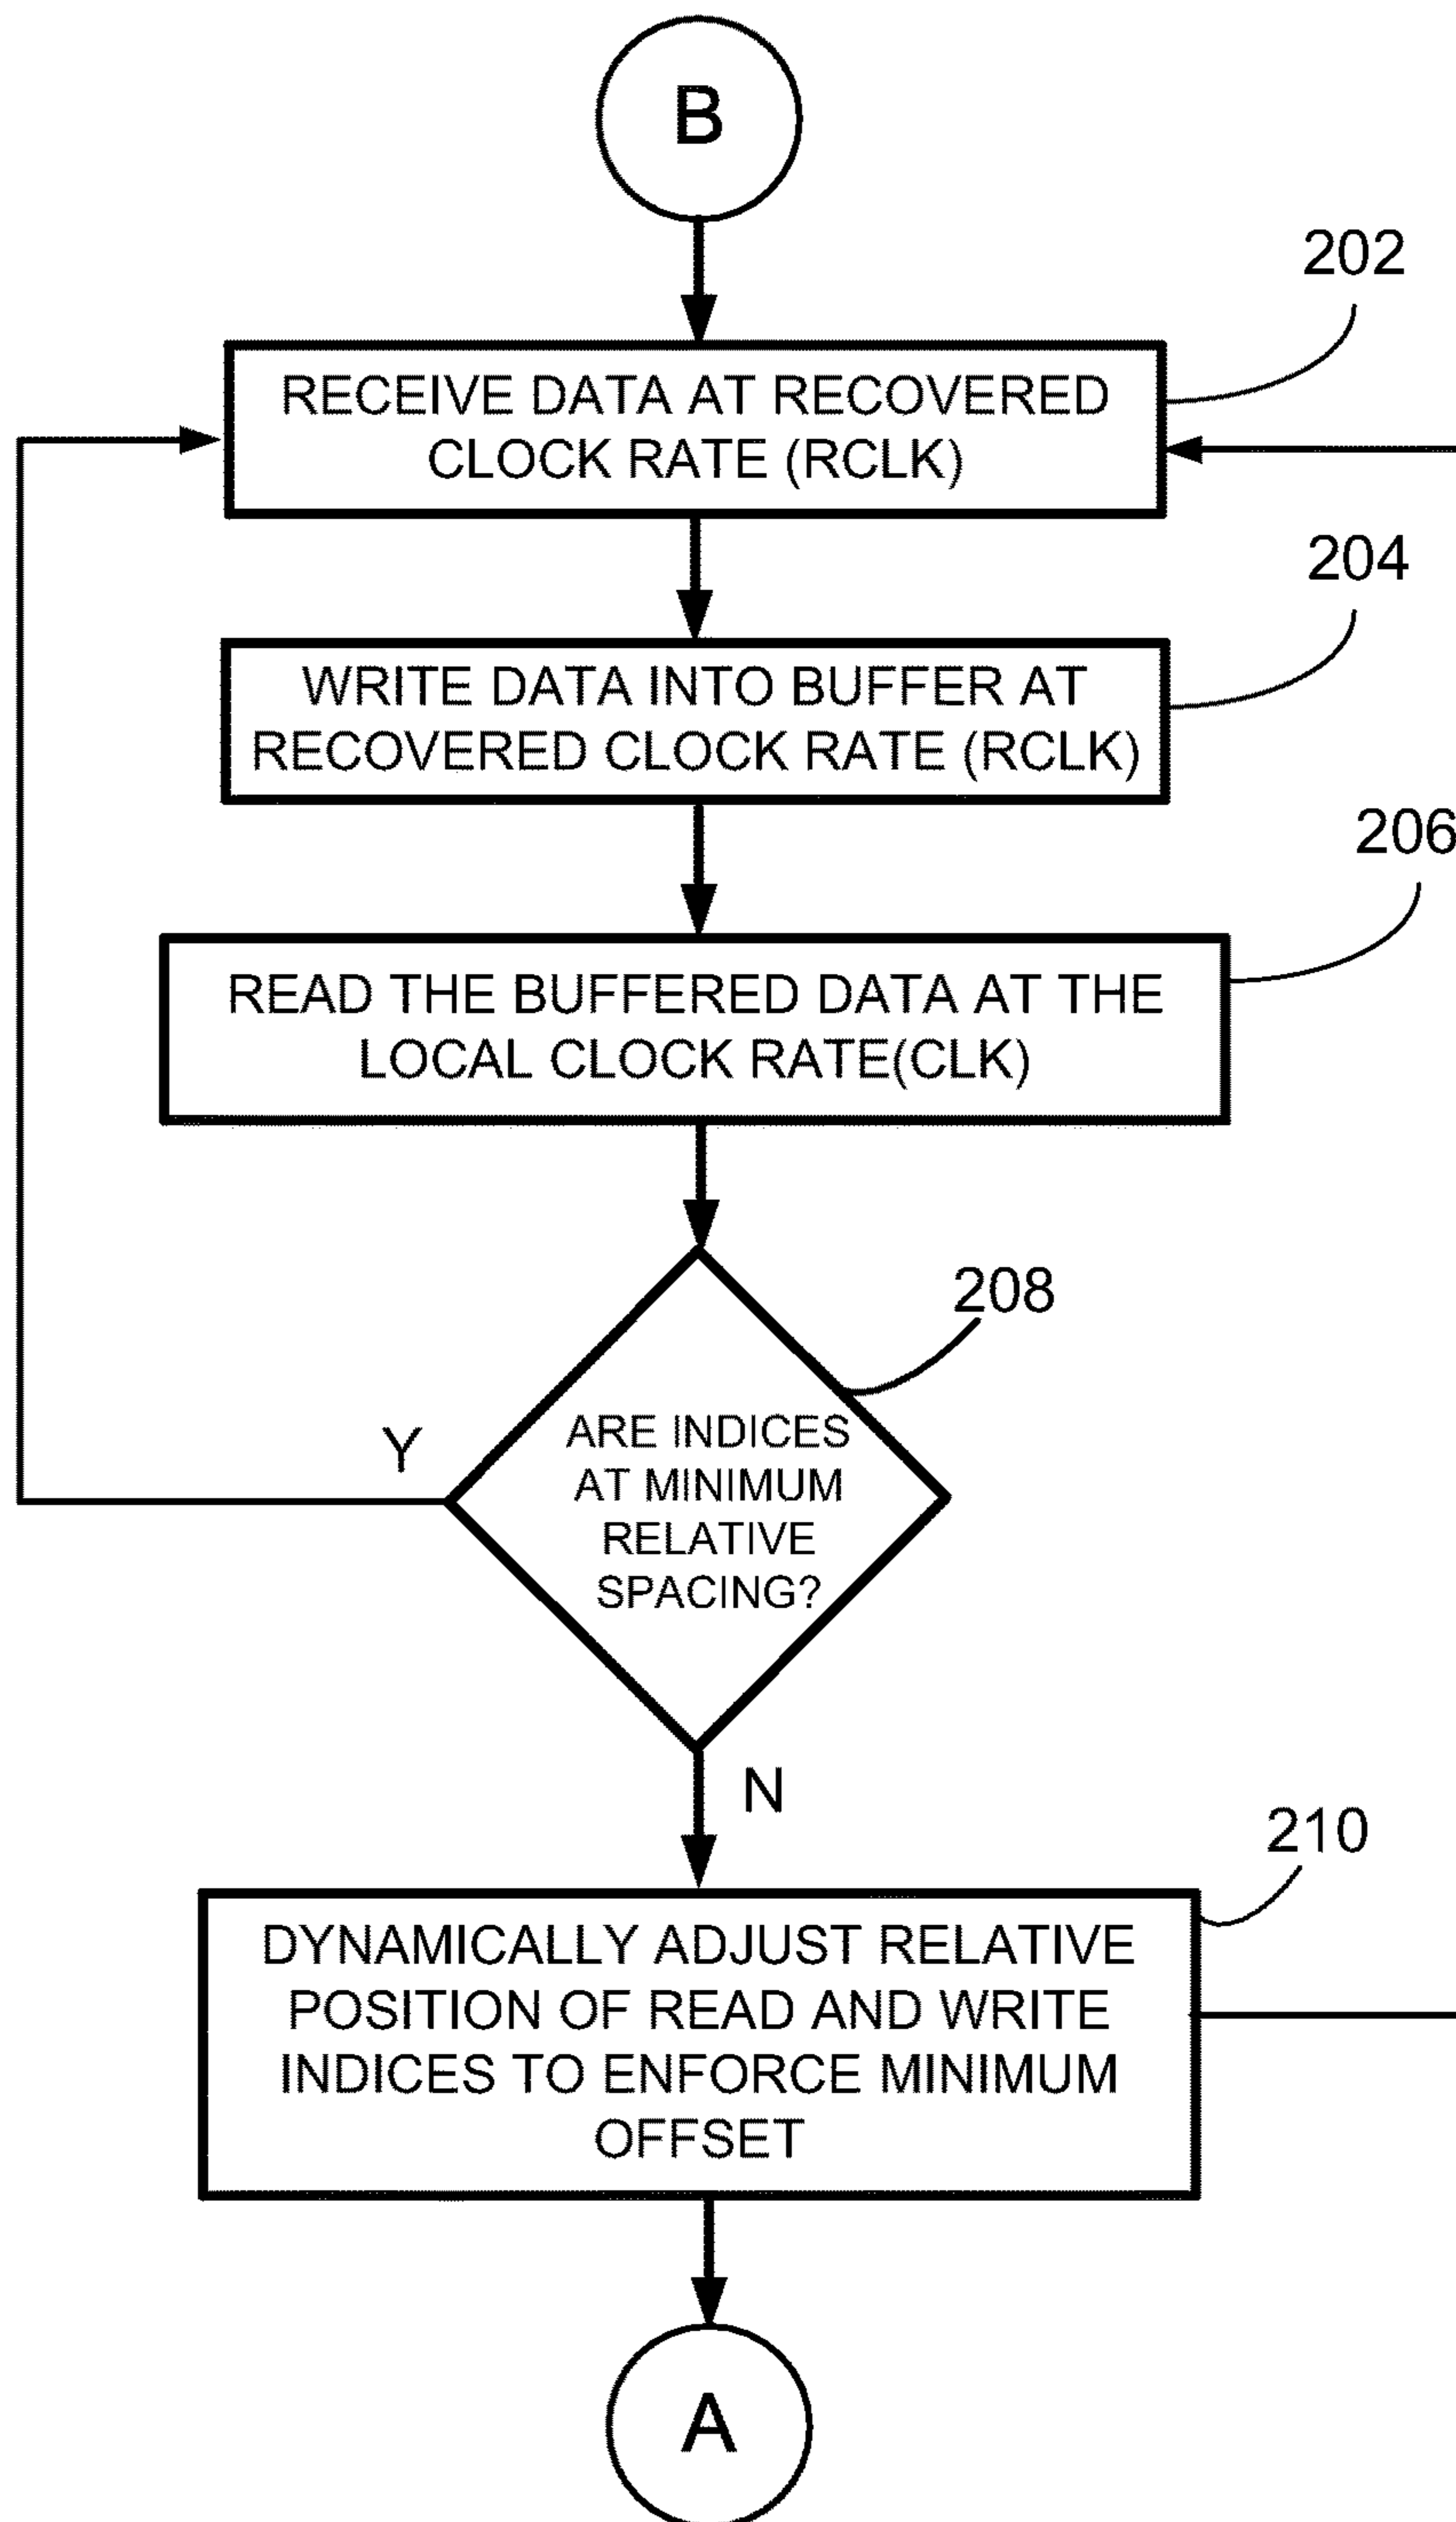 B
202
RECEIVE DATA AT RECOVERED
CLOCK RATE (RCLK)
204
WRITE DATA INTO BUFFER AT
RECOVERED CLOCK RATE (RCLK)
206
READ THE BUFFERED DATA AT THE
LOCAL CLOCK RATE(CLK)
208
ARE INDICES
AT MINIMUM
RELATIVE
SPACING?
Y
N
210
DYNAMICALLY ADJUST RELATIVE
POSITION OF READ AND WRITE
INDICES TO ENFORCE MINIMUM
OFFSET
A